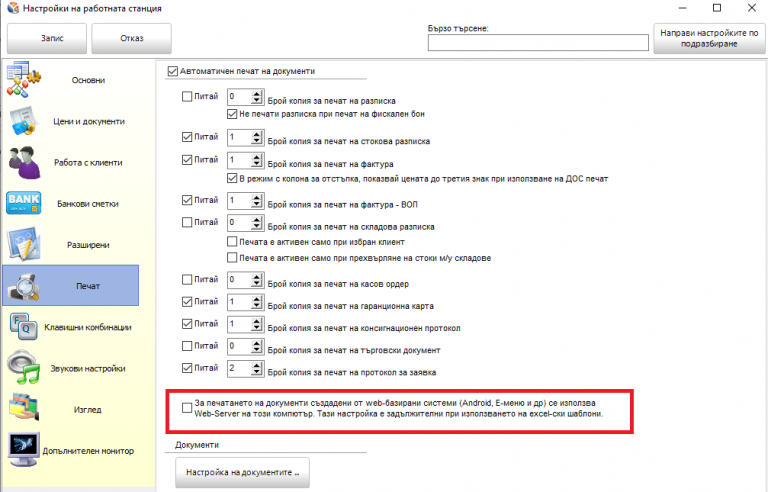 Настройки на работната станция
Запис
Отказ
Бързо търсене:
Направи настройките по
подразбиране
Основни
Цени и документи
Работа с клиенти
BANK
Банкови сметки
Разширени
Печат
Клавишни комбинации
Звукови настройки
Изглед
Допълнителен монитор
Автоматичен печат на документи
Питай 0 Брой копия за печат на разписка
Не печати разписка при печат на фискален бон
Питай 1 Брой копия за печат на стокова разписка
Питай 1 Брой копия за печат на фактура
В режим с колона за отстъпка, показвай цената до третия знак при използване на ДОС печат
Питай 1 Брой копия за печат на фактура - ВОП
Питай 0 Брой копия за печат на складова разписка
Печата е активен само при избран клиент
Печата е активен само при прехвърляне на стоки м/у складове
Питай 0 Брой копия за печат на касов ордер
Питай 1 Брой копия за печат на гаранционна карта
Питай 1 Брой копия за печат на консигнационен протокол
Питай 0 Брой копия за печат на търговски документ
Питай 2 Брой копия за печат на протокол за заявка
За печатането на документи създадени от web-базирани системи (Android, Е-меню и др) се използва
Web-Server на този компютър. Тази настройка е задължителни при използването на excel-ски шаблони.
Документи
Настройка на документите ..